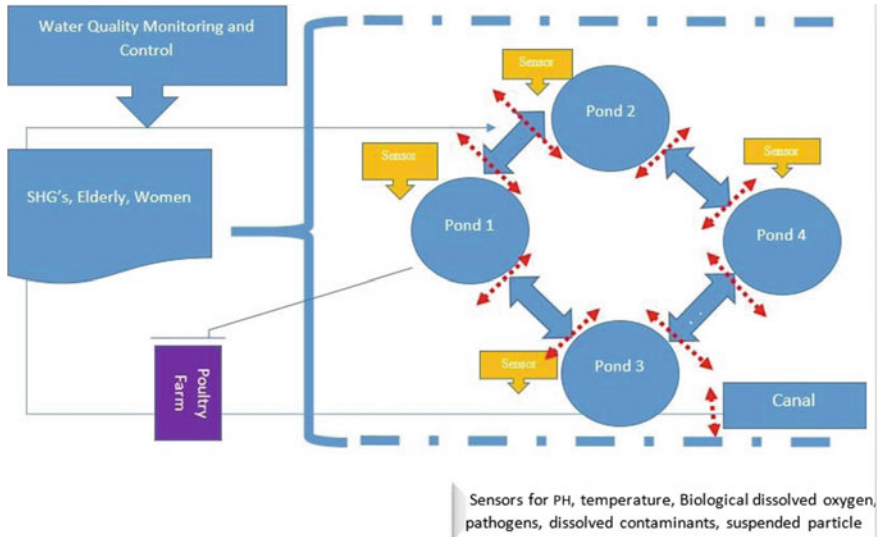 Water Quality Monitoring and
Control
Sensor
Pond 2
Sensor
Sensor
SHG's, Elderly, Women
Pond 1
Pond 4
Sensor
Pond 3
Poultry
Farm
Canal
Sensors for PH, temperature, Biological dissolved oxygen,
pathogens, dissolved contaminants, suspended particle